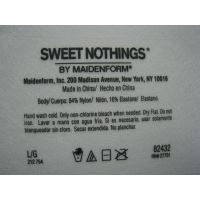 SWEET NOTHINGS®
BY MAIDENFORM®
Maidenform, Inc. 200 Madison Avenue, New York, NY 10016
Made in China/ Hecho en China
Body/Cuerpo: 84% Nylon/ Nilón, 16% Elastane/ Elastano
Hand wash cold. Only non-chlorine bleach when needed. Dry Flat. Do not
iron. Lavar a mano con agua fría. Si es necesario, usar
blanqueador sin cloro. Secar extendido. No planchar.
L/G
212 754
82432